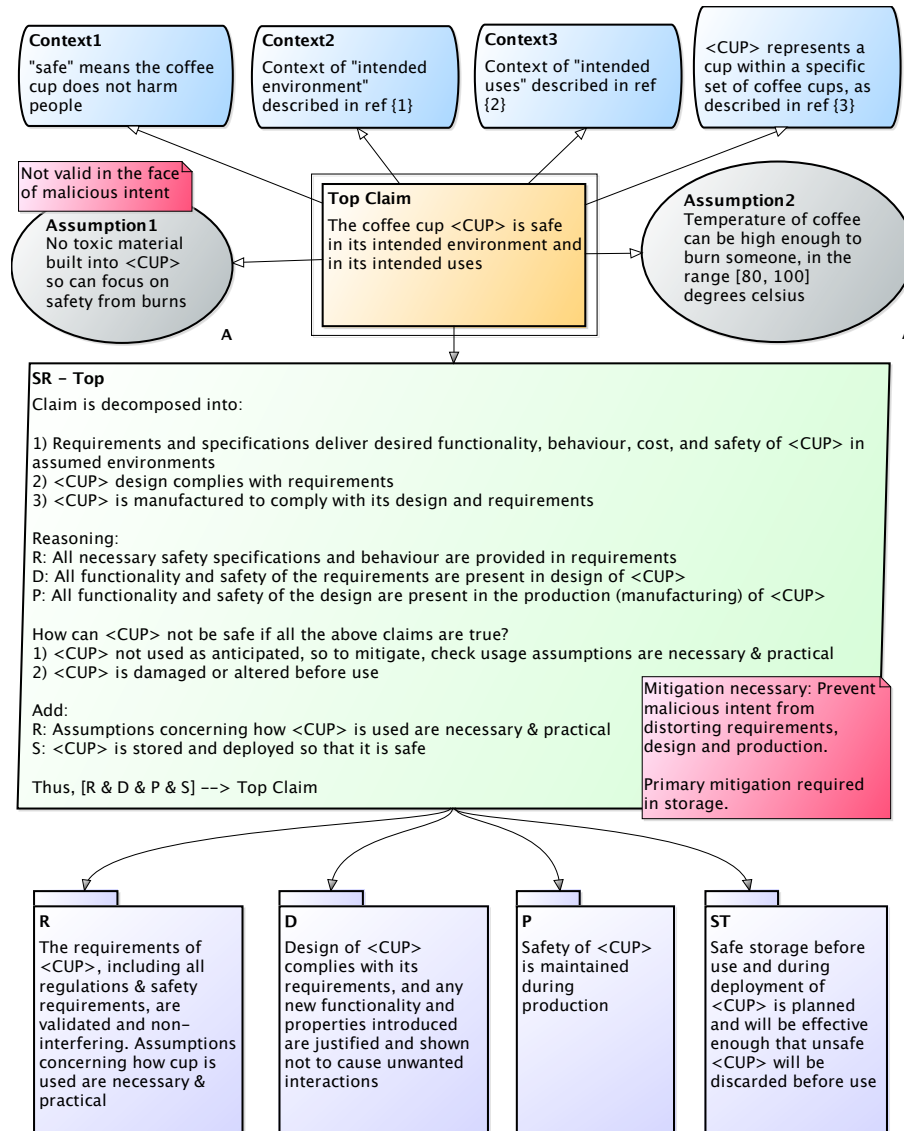 Context1
"safe" means the coffee
cup does not harm
people
Context2
Context of "intended
environment"
described in ref {1}
Context3
Context of "intended
uses" described in ref
{2}
<CUP> represents a
cup within a specific
set of coffee cups, as
described in ref {3}
Not valid in the face
of malicious intent
Assumption1
No toxic material
built into <CUP>
so can focus on
safety from burns
A
Top Claim
The coffee cup <CUP> is safe
in its intended environment and
in its intended uses
Assumption2
Temperature of coffee
can be high enough to
burn someone, in the
range [80, 100]
degrees celsius
SR - Top
Claim is decomposed into:
1) Requirements and specifications deliver desired functionality, behaviour, cost, and safety of <CUP> in
assumed environments
2) <CUP> design complies with requirements
3) <CUP> is manufactured to comply with its design and requirements
Reasoning:
R: All necessary safety specifications and behaviour are provided in requirements
D: All functionality and safety of the requirements are present in design of <CUP>
P: All functionality and safety of the design are present in the production (manufacturing) of <CUP>
How can <CUP> not be safe if all the above claims are true?
1) <CUP> not used as anticipated, so to mitigate, check usage assumptions are necessary & practical
2) <CUP> is damaged or altered before use
Add:
R: Assumptions concerning how <CUP> is used are necessary & practical
S: <CUP> is stored and deployed so that it is safe
Thus, [R & D & P & S] --> Top Claim
Mitigation necessary: Prevent
malicious intent from
distorting requirements,
design and production.
Primary mitigation required
in storage.
R
The requirements of
<CUP>, including all
regulations & safety
requirements, are
validated and non-
interfering. Assumptions
concerning how cup is
used are necessary &
practical
D
Design of <CUP>
complies with its
requirements, and any
new functionality and
properties introduced
are justified and shown
not to cause unwanted
interactions
P
Safety of <CUP>
is maintained
during
production
ST
Safe storage before
use and during
deployment of
<CUP> is planned
and will be effective
enough that unsafe
<CUP> will be
discarded before use